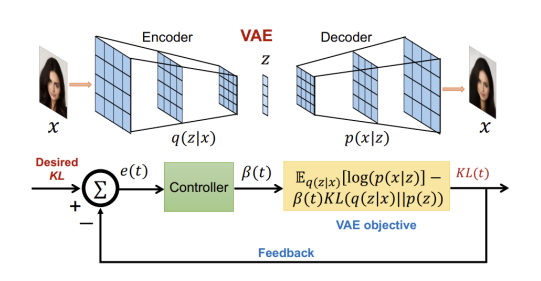 Encoder
VAE
Decoder
z
x
q(z|x)
p(x|z)
x
Desired
KL
e(t)
β(t)
KL(t)
+
Σ
−
Controller
𝔼q(z|x)[log(p(x|z)] −
β(t)KL(q(z|x)||p(z))
VAE objective
Feedback